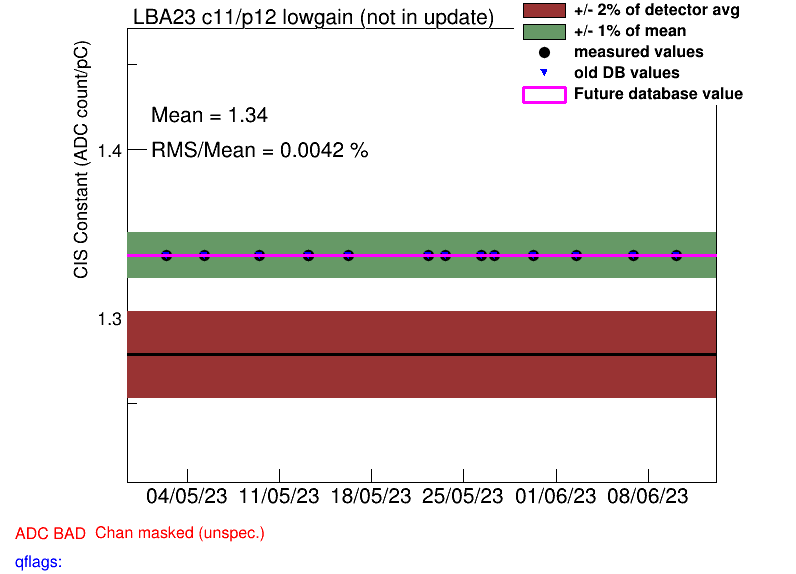 LBA23 c11/p12 lowgain (not in update)
+/- 2% of detector avg
+/- 1% of mean
measured values
old DB values
Future database value
CIS Constant (ADC count/pC)
Mean = 1.34
RMS/Mean = 0.0042 %
1.4
1.3
04/05/23 11/05/23 18/05/23 25/05/23 01/06/23 08/06/23
ADC BAD Chan masked (unspec.)
qflags: